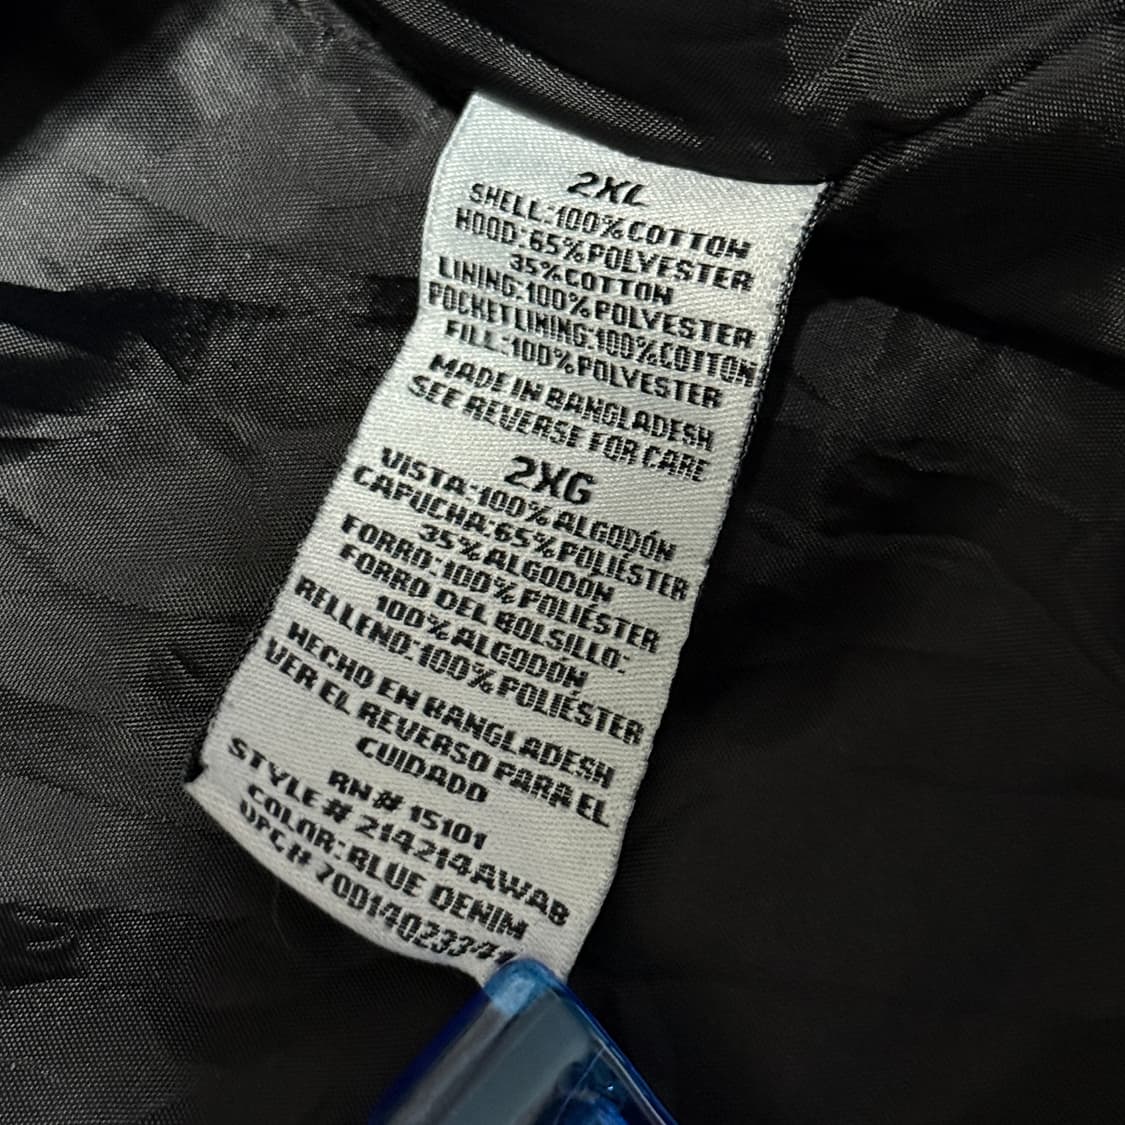 2XL
SHELL:100%COTTON
HOOD:65%POLYESTER
35%COTTON
LINING:100%POLYESTER
POCKET LINING:100%COTTON
FILL:100%POLYESTER
MADE IN BANGLADESH
SEE REVERSE FOR CARE
2XG
VISTA:100%ALGODÓN
CAPUCHA:65%POLIÉSTER
35%ALGODÓN
FORRO:100%POLIÉSTER
FORRO DEL BOLSILLO:
100%ALGODÓN
RELLENO:100%POLIÉSTER
HECHO EN BANGLADESH
VER EL REVERSO PARA EL
CUIDADO
RN# 15101
STYLE # 214214AWAB
COLOR:BLUE DENIM
UPC#